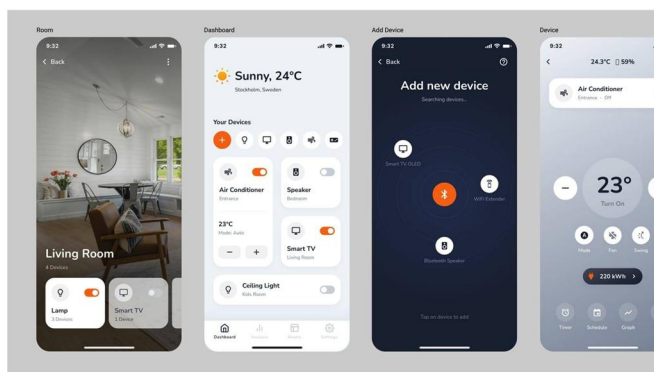 Room
9:32
Back
Living Room
4 Devices
Lamp
3 Devices
Smart TV
1 Device
Dashboard
9:32
Sunny, 24°C
Stockholm, Sweden
Your Devices
Air Conditioner
Entrance
Speaker
Bedroom
23°C
Mode: Auto
Smart TV
Living Room
Ceiling Light
Kids Room
Dashboard
Settings
Add Device
9:32
Back
Add new device
Searching devices...
Smart TV OLED
WiFi Extender
Bluetooth Speaker
Tap on device to add
Device
9:32
24.3°C 59%
Air Conditioner
Entrance - Off
23°
Turn On
A
Mode
Fan
Swing
220 kWh
Timer
Schedule
Graph